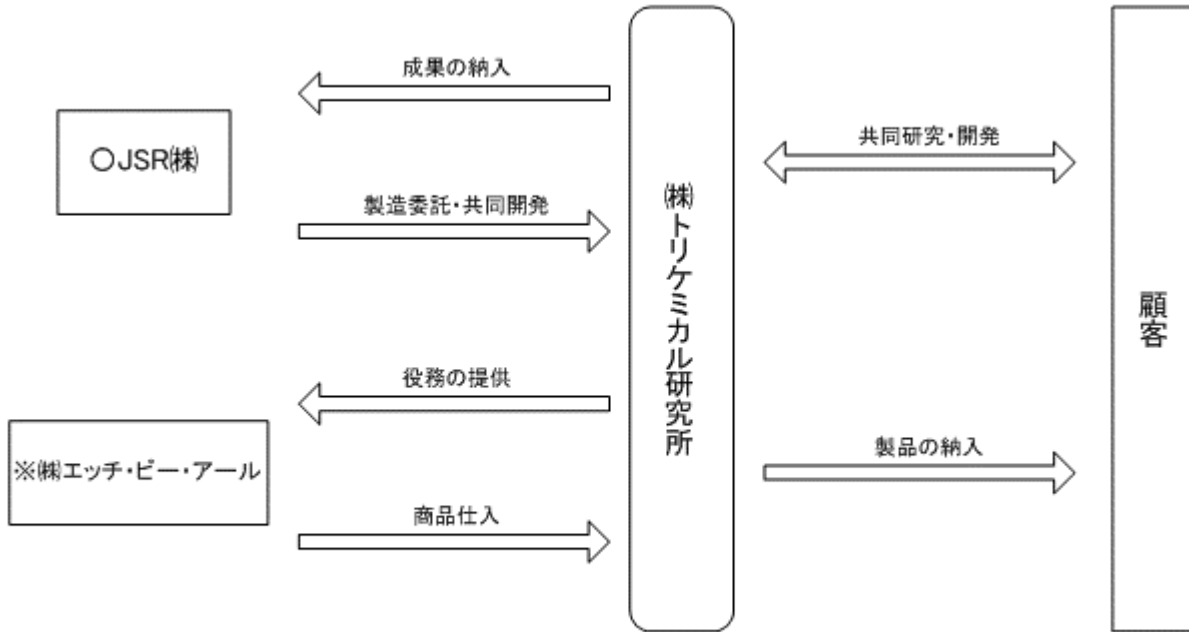 成果の納入
○JSR㈱
製造委託・共同開発
役務の提供
※㈱エッチ・ビー・アール
商品仕入
㈱トリケミカル研究所
共同研究・開発
製品の納入
顧客